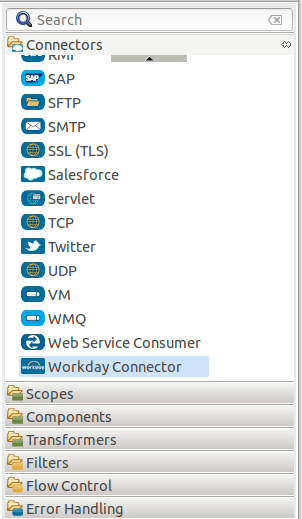 Search
Connectors
RMI
SAP
SFTP
SMTP
SSL (TLS)
Salesforce
Servlet
TCP
Twitter
UDP
VM
WMQ
Web Service Consumer
Workday Connector
Scopes
Components
Transformers
Filters
Flow Control
Error Handling